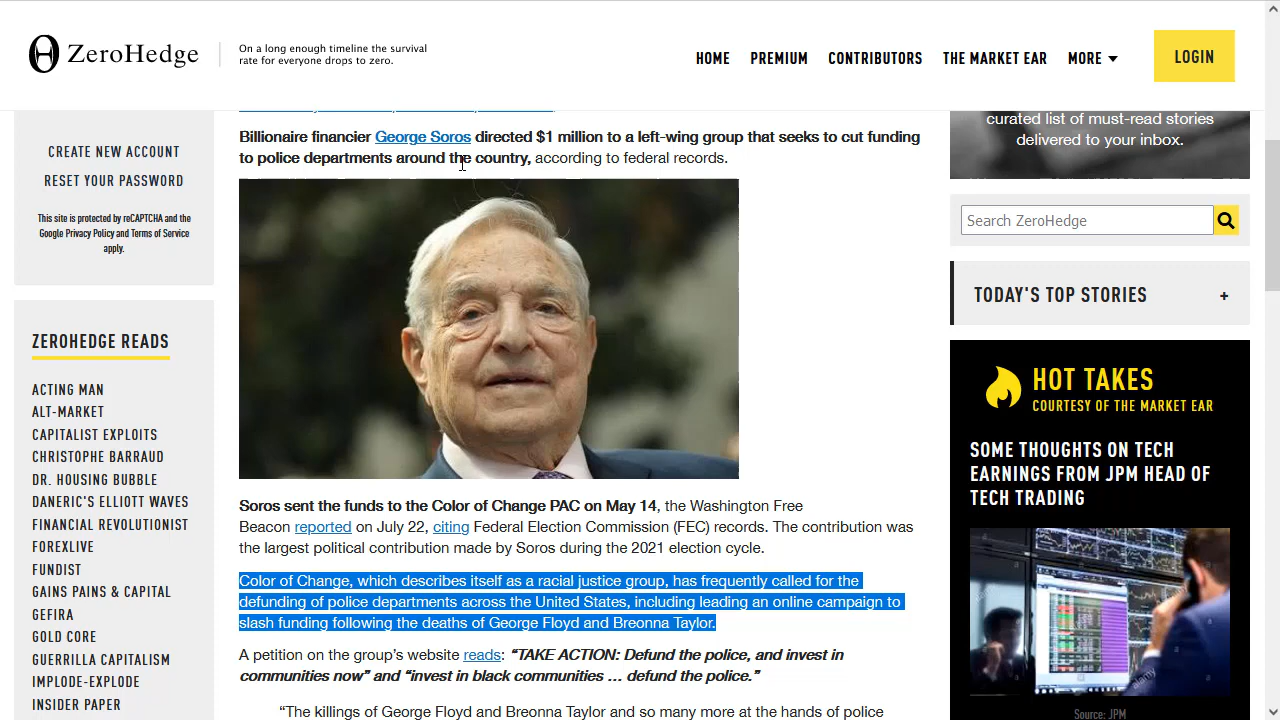 ZeroHedge
On a long enough timeline the survival
rate for everyone drops to zero.
HOME PREMIUM CONTRIBUTORS THE MARKET EAR MORE
LOGIN
CREATE NEW ACCOUNT
RESET YOUR PASSWORD
This site is protected by reCAPTCHA and the
Google Privacy Policy and Terms of Service
apply.
ZEROHEDGE READS
ACTING MAN
ALT-MARKET
CAPITALIST EXPLOITS
CHRISTOPHE BARRAUD
DR. HOUSING BUBBLE
DANERIC'S ELLIOTT WAVES
FINANCIAL REVOLUTIONIST
FOREXLIVE
FUNDIST
GAINS PAINS & CAPITAL
GEFIRA
GOLD CORE
GUERRILLA CAPITALISM
IMPLODE-EXPLODE
INSIDER PAPER
Billionaire financier George Soros directed $1 million to a left-wing group that seeks to cut funding
to police departments around the country, according to federal records.
Soros sent the funds to the Color of Change PAC on May 14, the Washington Free
Beacon reported on July 22, citing Federal Election Commission (FEC) records. The contribution was
the largest political contribution made by Soros during the 2021 election cycle.
Color of Change, which describes itself as a racial justice group, has frequently called for the
defunding of police departments across the United States, including leading an online campaign to
slash funding following the deaths of George Floyd and Breonna Taylor.
A petition on the group's website reads: “TAKE ACTION: Defund the police, and invest in
communities now” and “invest in black communities … defund the police.”
“The killings of George Floyd and Breonna Taylor and so many more at the hands of police
curated list of must-read stories
delivered to your inbox.
Search ZeroHedge
TODAY'S TOP STORIES +
HOT TAKES
COURTESY OF THE MARKET EAR
SOME THOUGHTS ON TECH
EARNINGS FROM JPM HEAD OF
TECH TRADING
alamy
Source: JPM